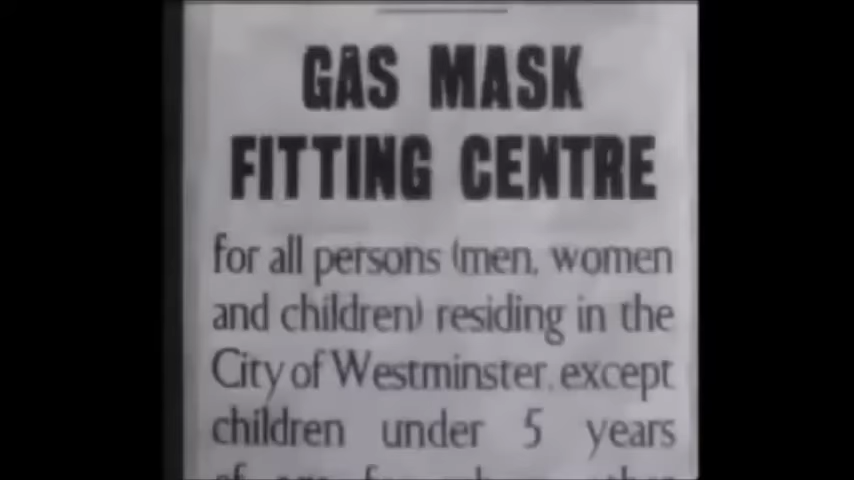 GAS MASK
FITTING CENTRE
for all persons (men, women
and children) residing in the
City of Westminster, except
children under 5 years